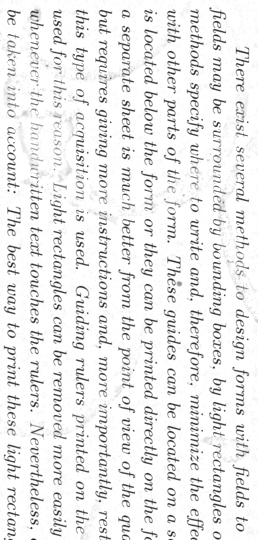 There exist several methods to design forms with fields to
fields may be surrounded by bounding boxes, by light rectangles o
methods specify where to write and, therefore, minimize the effe
with other parts of the form. These guides can be located on a s
is located below the form or they can be printed directly on the fo
a separate sheet is much better from the point of view of the qua
but requires giving more instructions and, more importantly, rest
this type of acquisition is used. Guiding rulers printed on the
used for this reason. Light rectangles can be removed more easily
whenever the handwritten text touches the rulers. Nevertheless,
be taken into account: The best way to print these light rectang